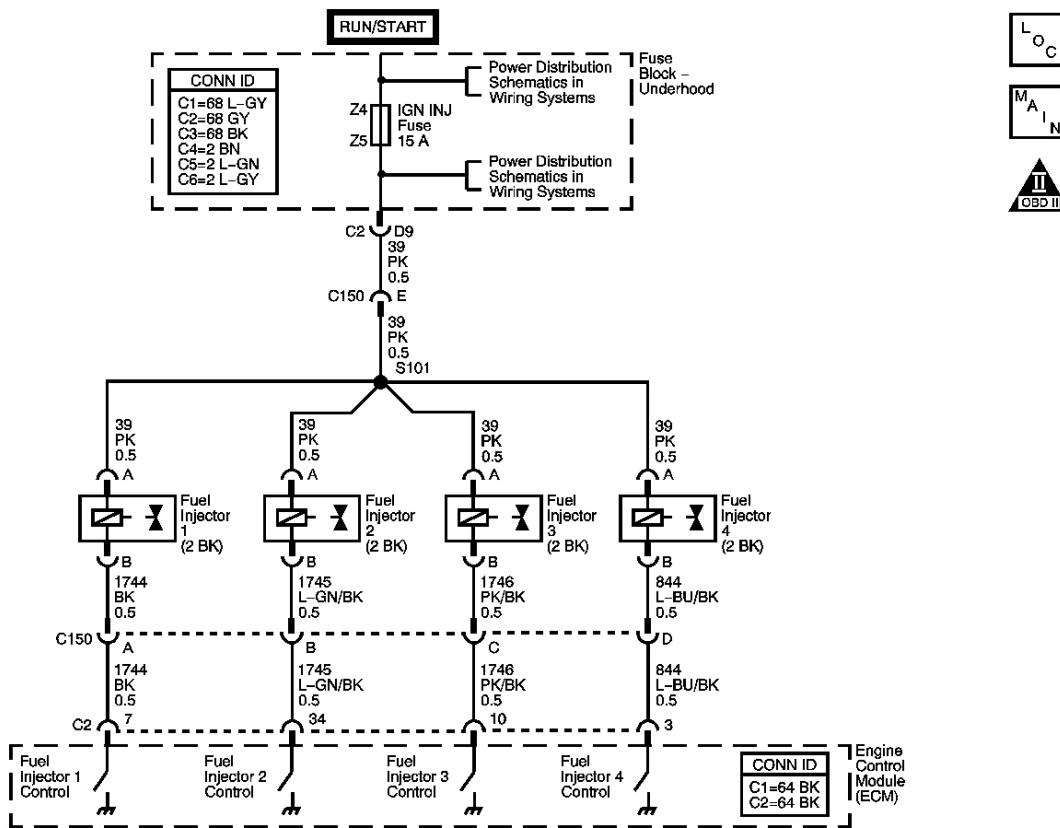 RUN/START
Power Distribution
Schematics in
Wiring Systems
Fuse
Block –
Underhood
CONN ID
C1=68 L–GY
C2=68 GY
C3=68 BK
C4=2 BN
C5=2 L–GN
C6=2 L–GY
Z4
Z5
IGN INJ
Fuse
15 A
Power Distribution
Schematics in
Wiring Systems
L O C
M A I N
II
OBD II
C2 D9
39
PK
0.5
C150 E
39
PK
0.5
S101
39
PK
0.5
A
39
PK
0.5
A
39
PK
0.5
A
39
PK
0.5
A
Fuel
Injector
1
(2 BK)
Fuel
Injector
2
(2 BK)
Fuel
Injector
3
(2 BK)
Fuel
Injector
4
(2 BK)
B
1744
BK
0.5
B
1745
L–GN/BK
0.5
B
1746
PK/BK
0.5
B
844
L–BU/BK
0.5
C150 A B C D
1744
BK
0.5
1745
L–GN/BK
0.5
1746
PK/BK
0.5
844
L–BU/BK
0.5
C2 7 34 10 3
Fuel
Injector 1
Control
Fuel
Injector 2
Control
Fuel
Injector 3
Control
Fuel
Injector 4
Control
CONN ID
C1=64 BK
C2=64 BK
Engine
Control
Module
(ECM)